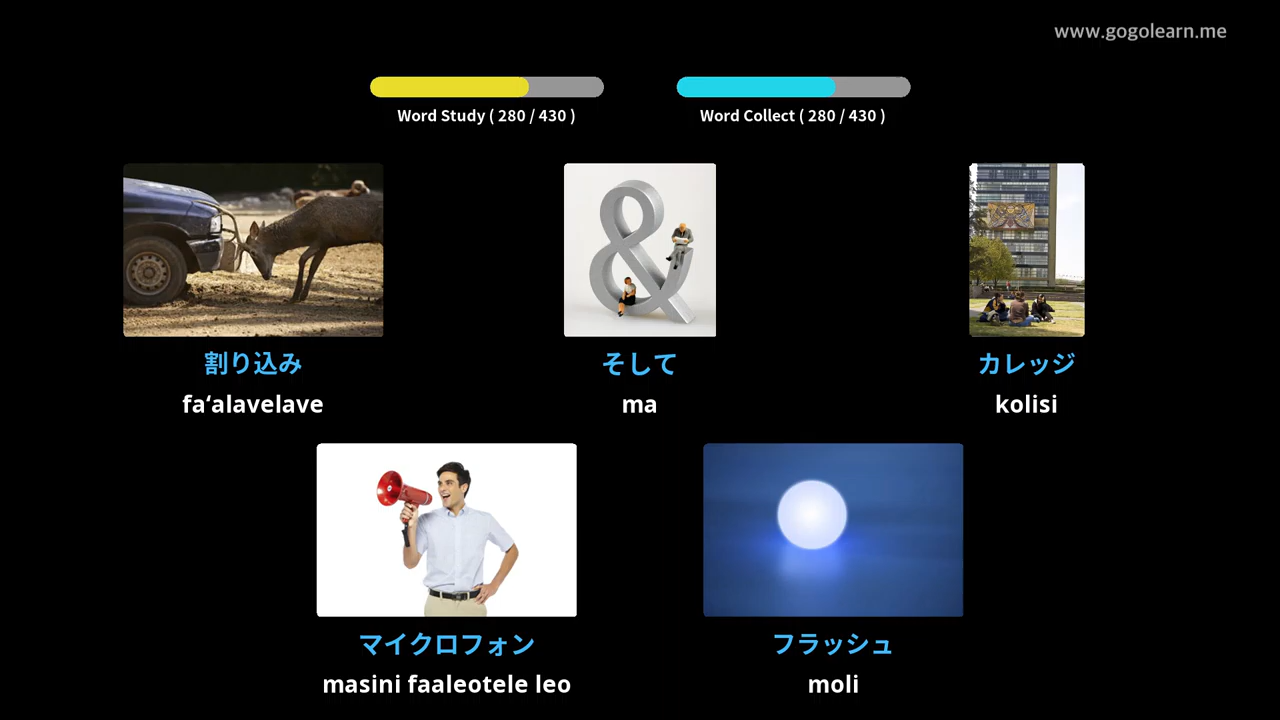 www.gogolearn.me
Word Study ( 280 / 430 )
Word Collect ( 280 / 430 )
割り込み
そして
カレッジ
fa‘alavelave
ma
kolisi
マイクロフォン
フラッシュ
masini faaleotele leo
moli